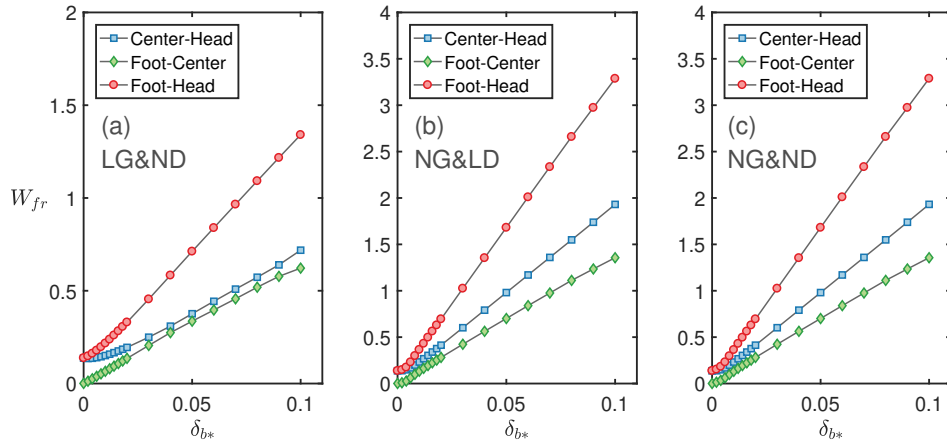 2
1.5
1
0.5
0
0
0.05
0.1
W_{fr}
δ_{b*}
Center-Head
Foot-Center
Foot-Head
(a)
LG&ND
4
3.5
3
2.5
2
1.5
1
0.5
0
0
0.05
0.1
δ_{b*}
Center-Head
Foot-Center
Foot-Head
(b)
NG&LD
4
3.5
3
2.5
2
1.5
1
0.5
0
0
0.05
0.1
δ_{b*}
Center-Head
Foot-Center
Foot-Head
(c)
NG&ND